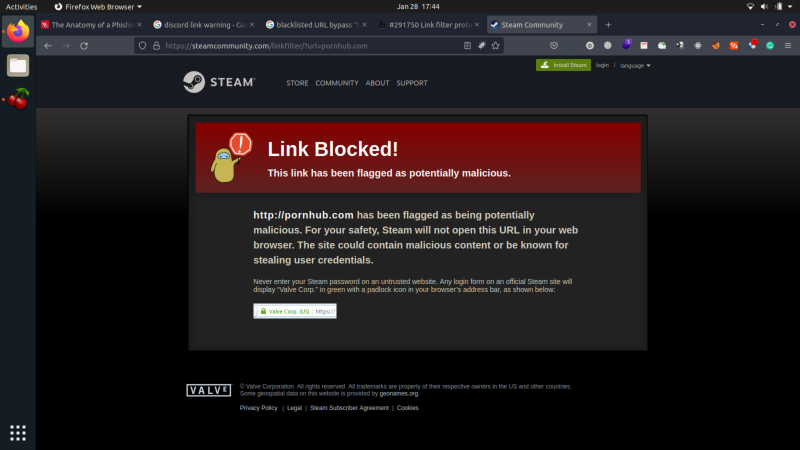 Activities
Firefox Web Browser
Jan 28 17:44
The Anatomy of a Phishin
discord link warning - Go
blacklisted URL bypass "
#291750 Link filter prote
Steam Community
https://steamcommunity.com/linkfilter/?url=pornhub.com
Install Steam
login
language
STEAM
STORE COMMUNITY ABOUT SUPPORT
Link Blocked!
This link has been flagged as potentially malicious.
http://pornhub.com has been flagged as being potentially
malicious. For your safety, Steam will not open this URL in your web
browser. The site could contain malicious content or be known for
stealing user credentials.
Never enter your Steam password on an untrusted website. Any login form on an official Steam site will
display "Valve Corp." in green with a padlock icon in your browser's address bar, as shown below:
Valve Corp. (US) https://
VALVE
© Valve Corporation. All rights reserved. All trademarks are property of their respective owners in the US and other countries.
Some geospatial data on this website is provided by geonames.org.
Privacy Policy | Legal | Steam Subscriber Agreement | Cookies